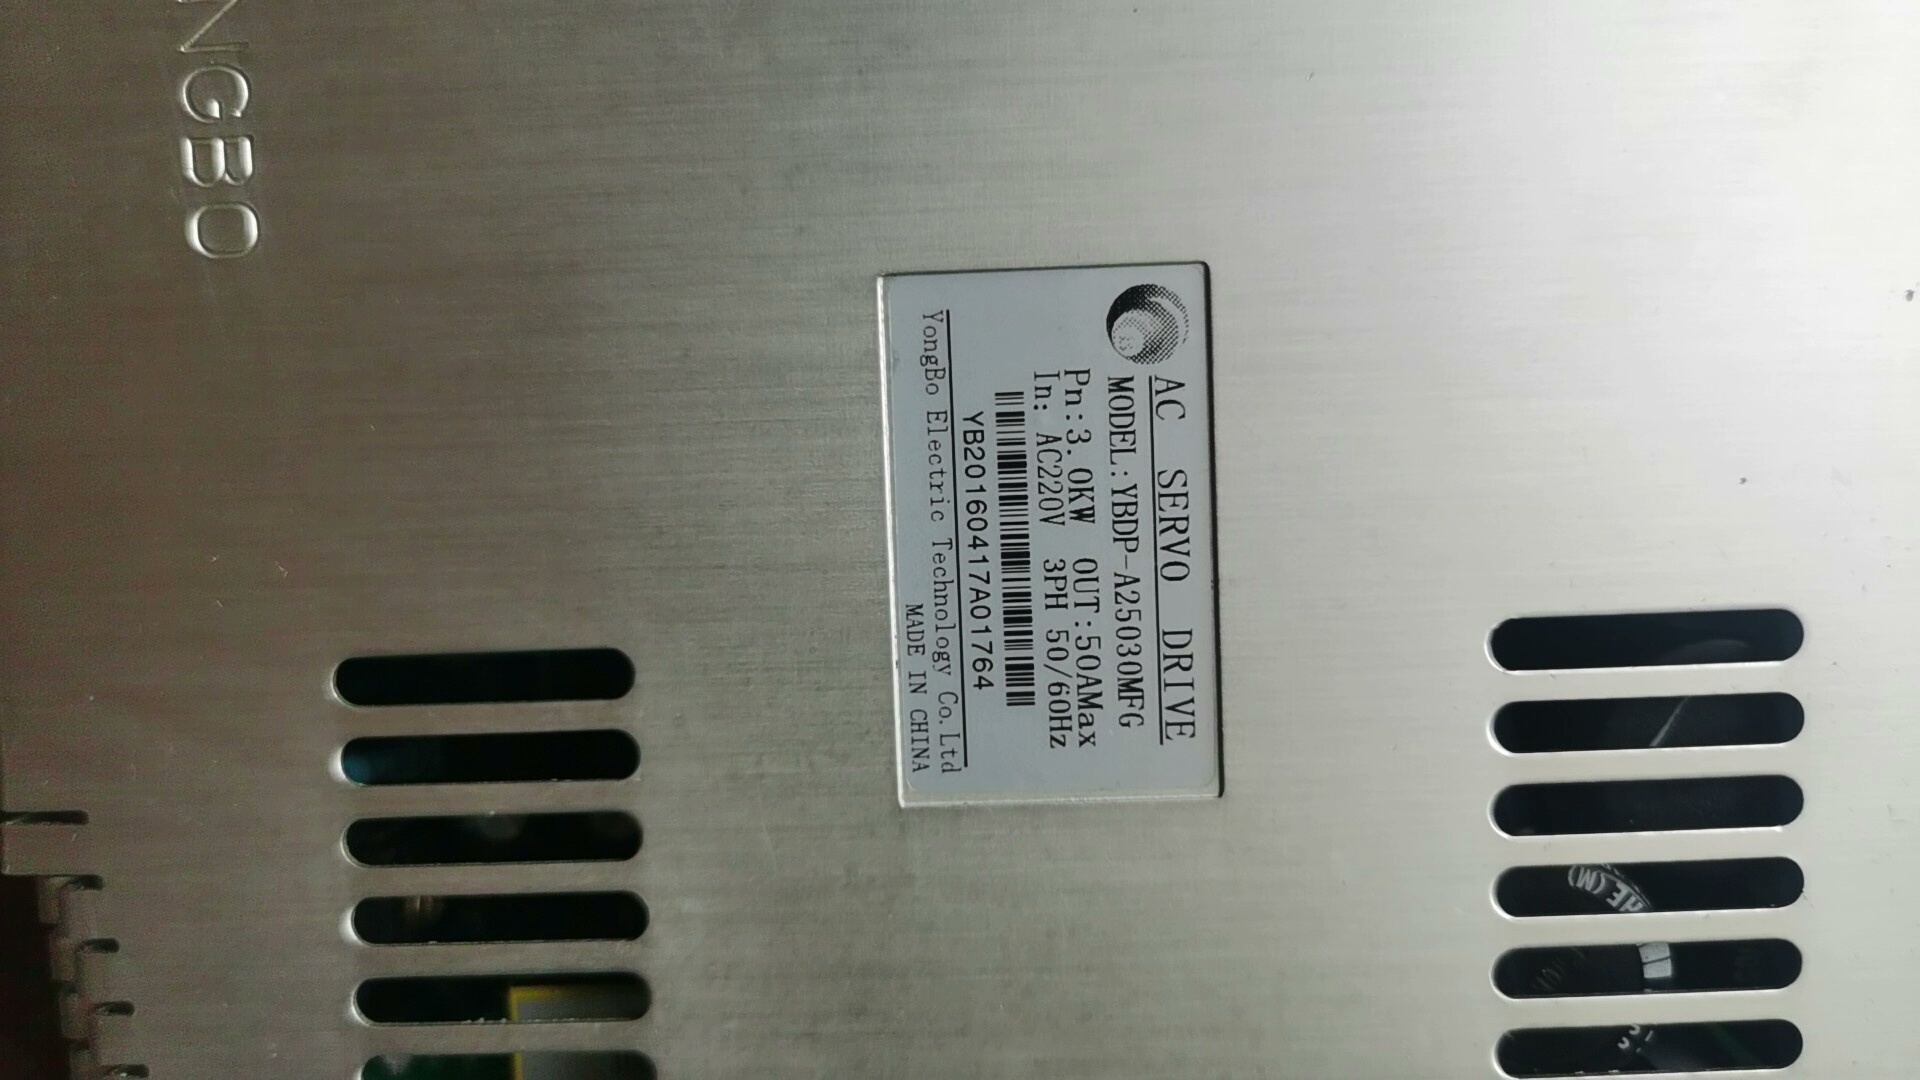 NGBO
AC SERVO DRIVE
MODEL:YBDP-A25030MFG
Pn:3.0KW OUT:50AMax
In: AC220V 3PH 50/60Hz
YB20160417A01764
YongBo Electric Technology Co.Ltd
MADE IN CHINA
HE (M)